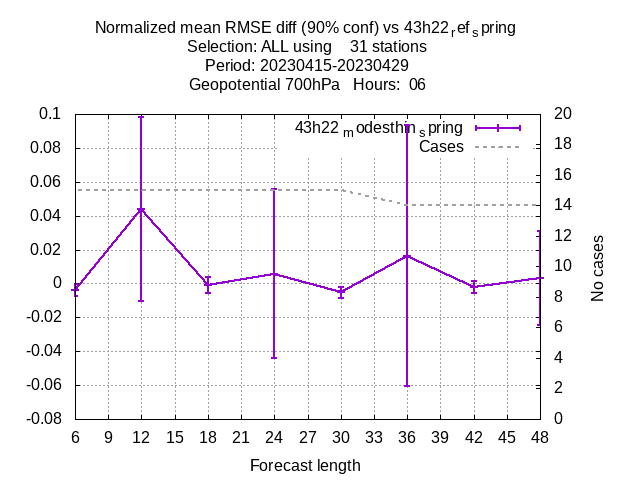 Normalized mean RMSE diff (90% conf) vs 43h22refspring
Selection: ALL using 31 stations
Period: 20230415-20230429
Geopotential 700hPa Hours: 06
43h22modesthinspring
Cases
0.1
0.08
0.06
0.04
0.02
0
-0.02
-0.04
-0.06
-0.08
20
18
16
14
12
10
8
6
4
2
0
No cases
6 9 12 15 18 21 24 27 30 33 36 39 42 45 48
Forecast length